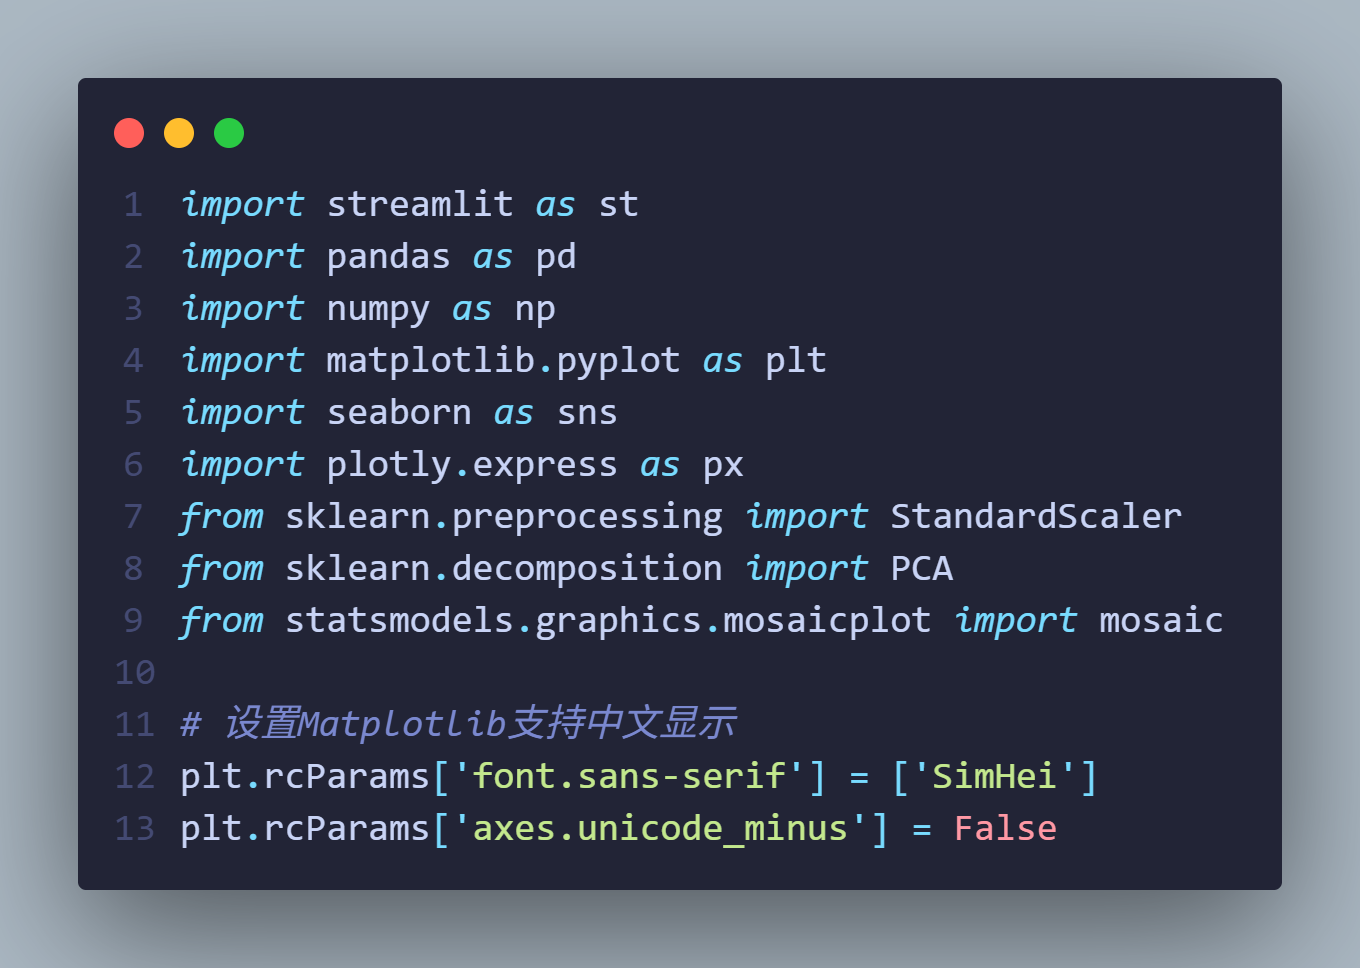 1 import streamlit as st
2 import pandas as pd
3 import numpy as np
4 import matplotlib.pyplot as plt
5 import seaborn as sns
6 import plotly.express as px
7 from sklearn.preprocessing import StandardScaler
8 from sklearn.decomposition import PCA
9 from statsmodels.graphics.mosaicplot import mosaic
10
11 # 设置Matplotlib支持中文显示
12 plt.rcParams['font.sans-serif'] = ['SimHei']
13 plt.rcParams['axes.unicode_minus'] = False